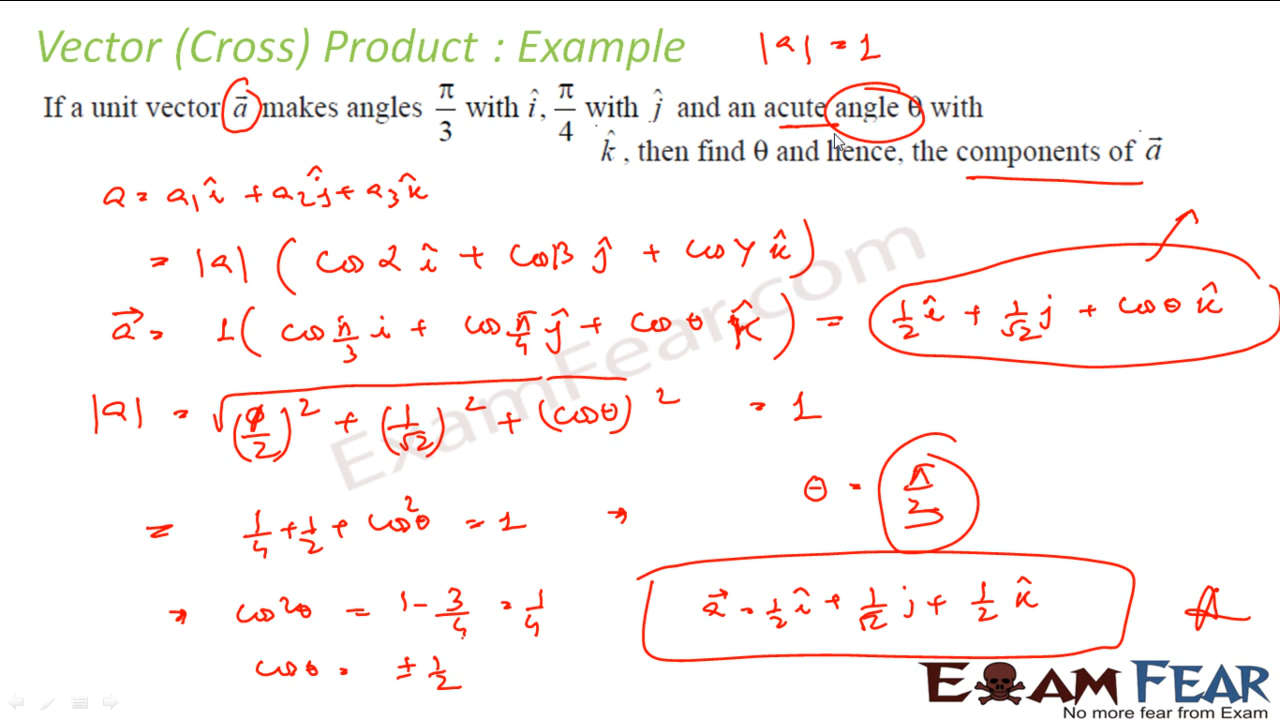 Vector (Cross) Product : Example
|a| = 1
If a unit vector a⃗ makes angles π/3 with î, π/4 with ĵ and an acute angle θ with
k̂, then find θ and hence, the components of a⃗
a = a₁î + a₂ĵ + a₃k̂
= |a| ( cos α î + cos β ĵ + cos γ k̂ )
a⃗ = 1( cos π/3 i + cos π/4 ĵ + cos θ k̂ ) = 1/2 î + 1/√2 j + cos θ k̂
|a| = √(1/2)² + (1/√2)² + (cosθ)² = 1
θ = π/3
= 1/4 + 1/2 + cos²θ = 1 →
→ cos²θ = 1 - 3/4 = 1/4
a⃗ = 1/2 î + 1/√2 j + 1/2 k̂
cos θ = ± 1/2
ExamFear.com
EXAM FEAR
No more fear from Exam